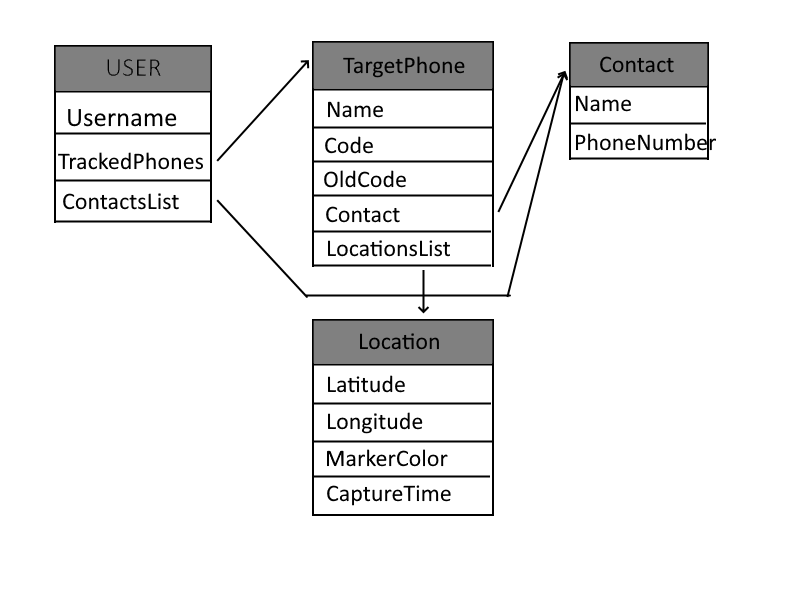 USER
Username
TrackedPhones
ContactsList
TargetPhone
Name
Code
OldCode
Contact
LocationsList
Contact
Name
PhoneNumber
Location
Latitude
Longitude
MarkerColor
CaptureTime